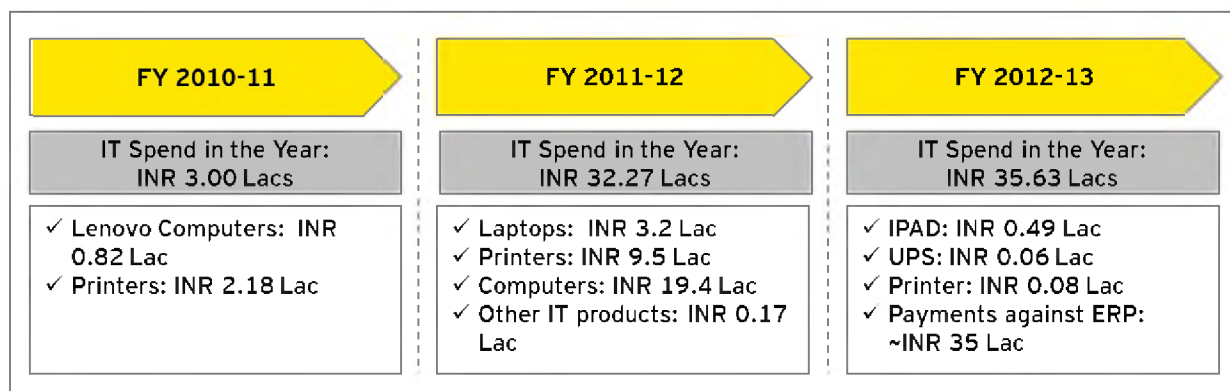 FY 2010-11
IT Spend in the Year:
INR 3.00 Lacs
✓ Lenovo Computers: INR
0.82 Lac
✓ Printers: INR 2.18 Lac
FY 2011-12
IT Spend in the Year:
INR 32.27 Lacs
✓ Laptops: INR 3.2 Lac
✓ Printers: INR 9.5 Lac
✓ Computers: INR 19.4 Lac
✓ Other IT products: INR 0.17
Lac
FY 2012-13
IT Spend in the Year:
INR 35.63 Lacs
✓ IPAD: INR 0.49 Lac
✓ UPS: INR 0.06 Lac
✓ Printer: INR 0.08 Lac
✓ Payments against ERP:
~INR 35 Lac